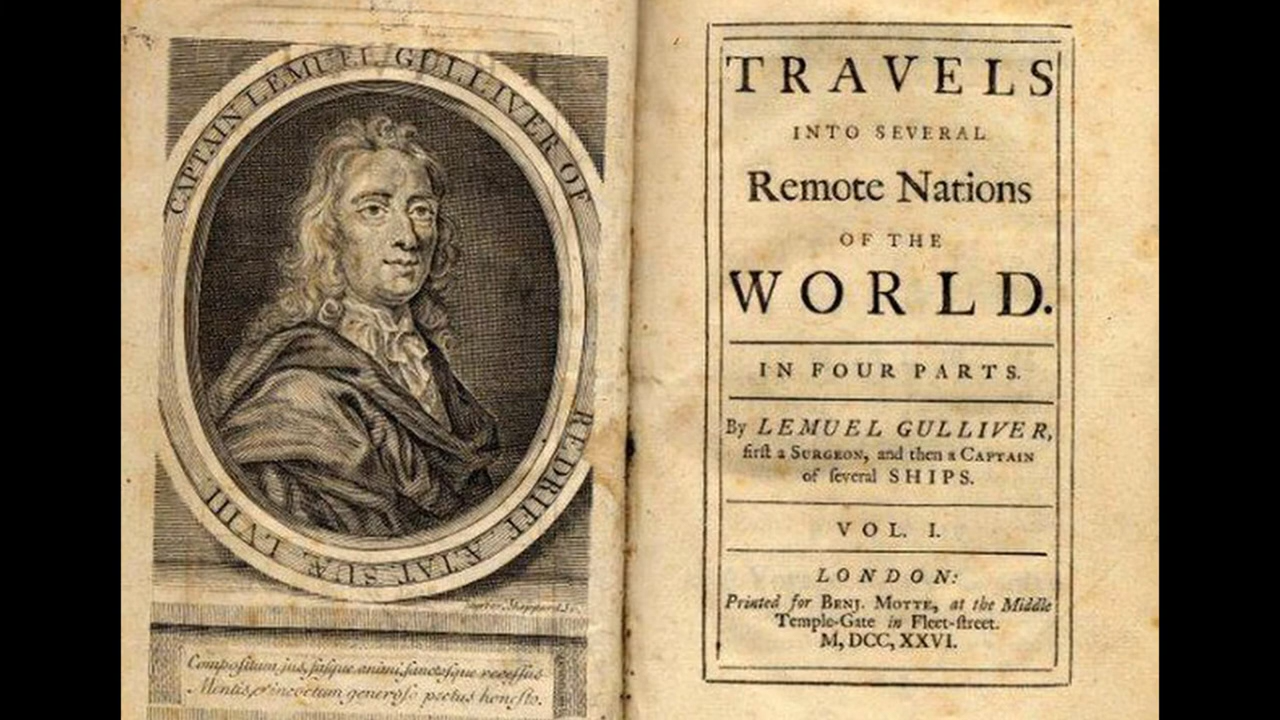 CAPTAIN LEMUEL GULLIVER OF
REDRIFF ÆTAT. SUÆ LVIII.
Sheppard Sc.
Compositum jus, fasque animi, sanctosque recessus
Mentis, et incoctum generoso pectus honesto.
TRAVELS
INTO SEVERAL
Remote Nations
OF THE
WORLD.
IN FOUR PARTS.
By LEMUEL GULLIVER,
firſt a SURGEON, and then a CAPTAIN
of ſeveral SHIPS.
VOL. I.
LONDON:
Printed for BENJ. MOTTE, at the Middle
Temple-Gate in Fleet-ſtreet.
M, DCC, XXVI.